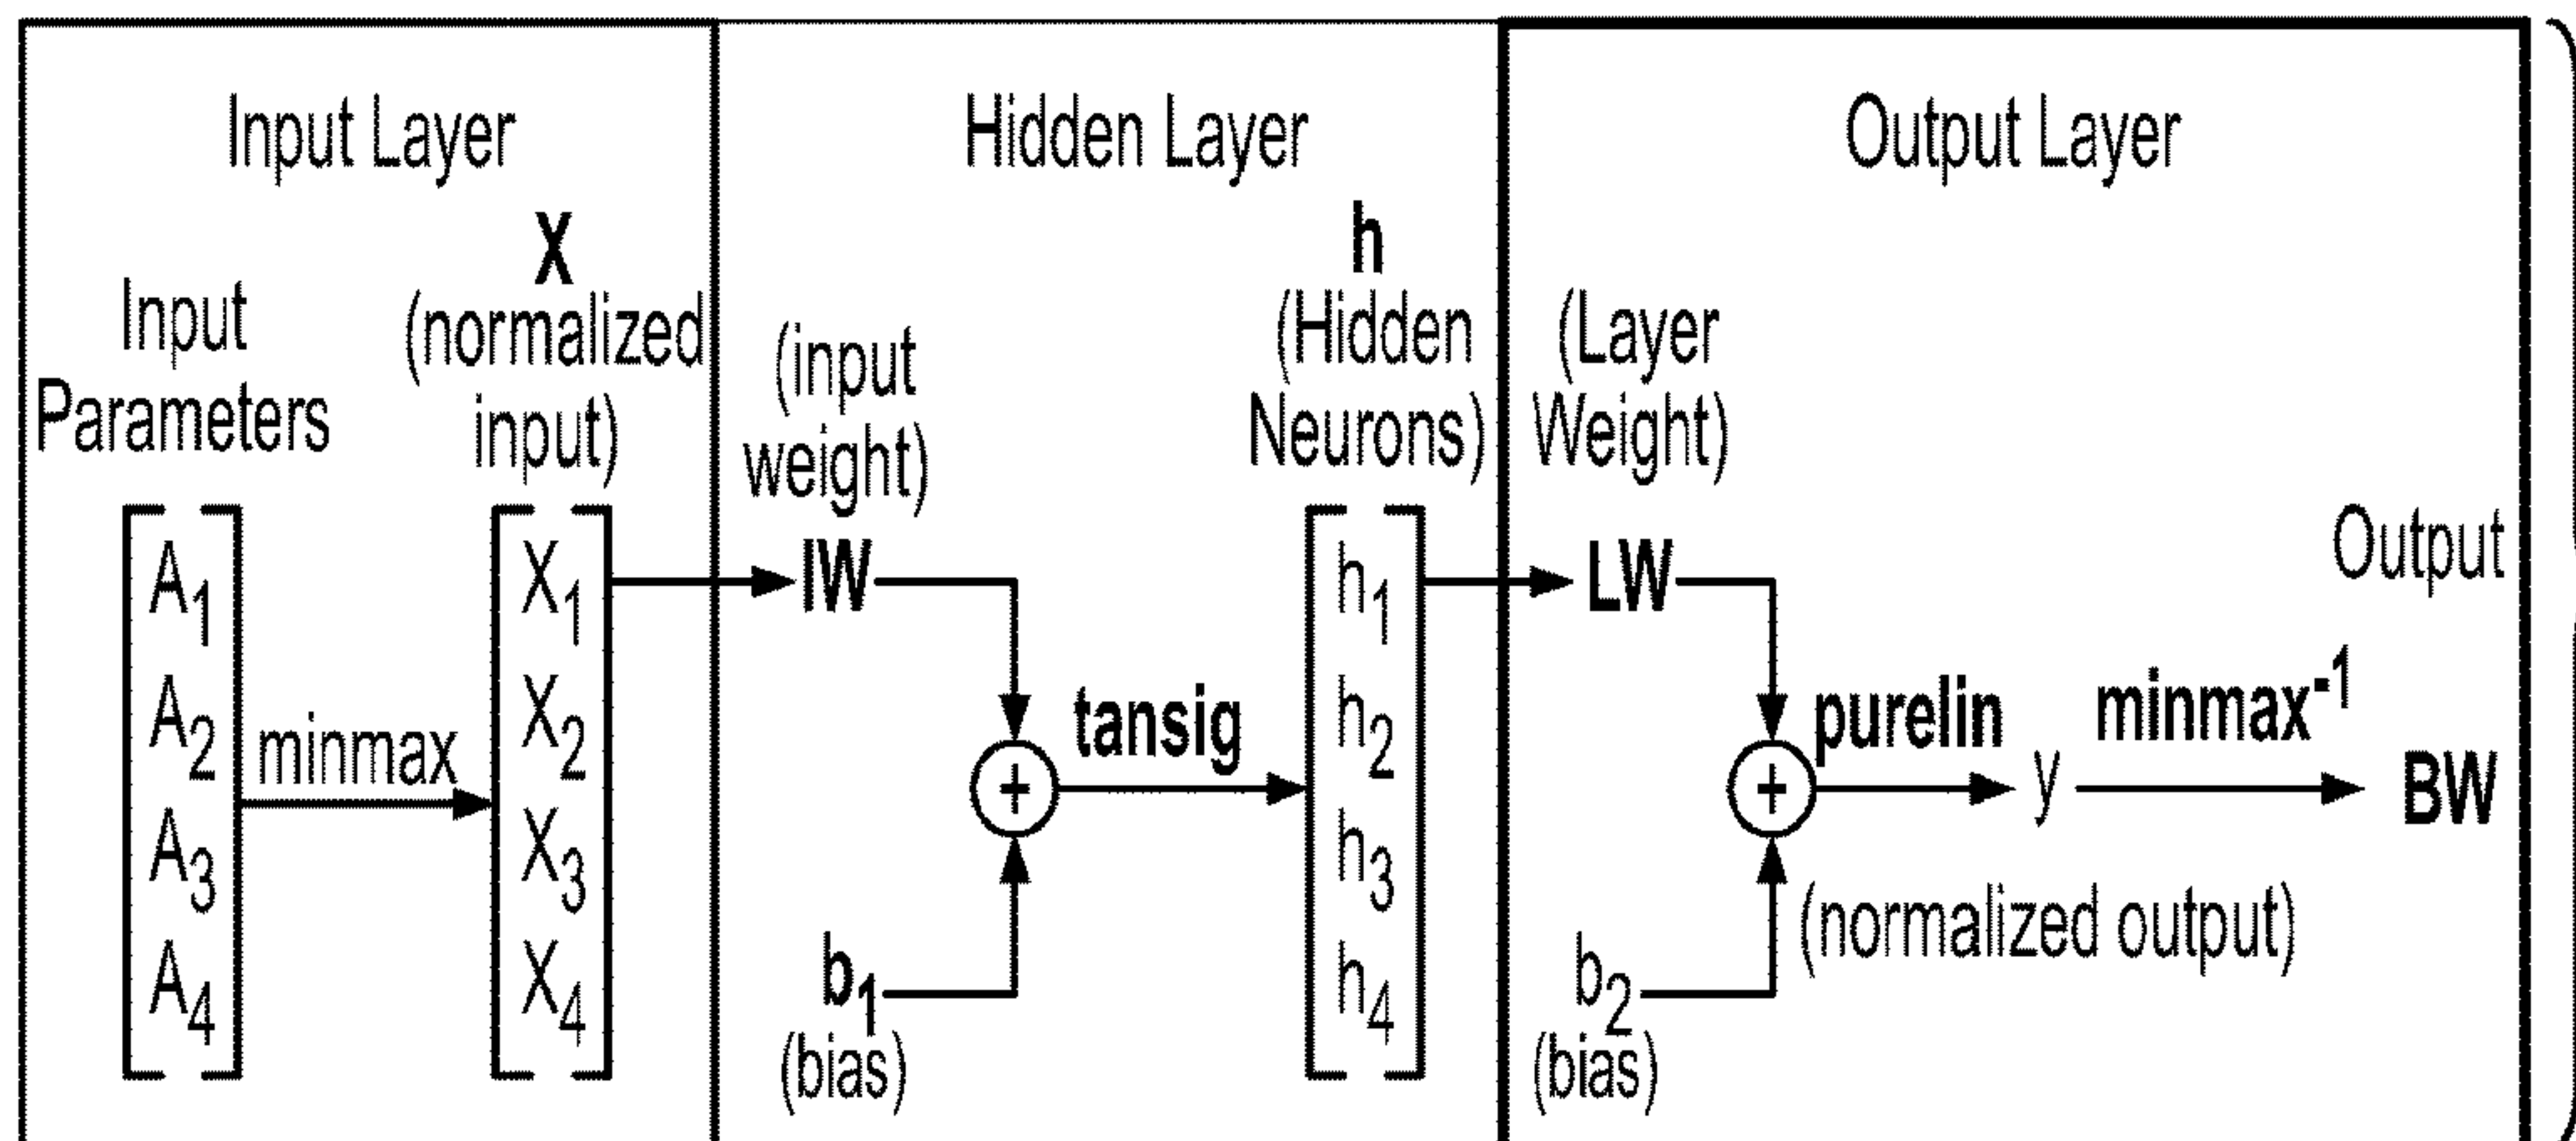 Input Layer
Input
Parameters
X
(normalized
input)
A1
A2
A3
A4
minmax
X1
X2
X3
X4
Hidden Layer
(input
weight)
IW
b1
(bias)
+
tansig
h
(Hidden
Neurons)
h1
h2
h3
h4
Output Layer
(Layer
Weight)
LW
b2
(bias)
+
purelin
y
(normalized output)
minmax-1
Output
BW